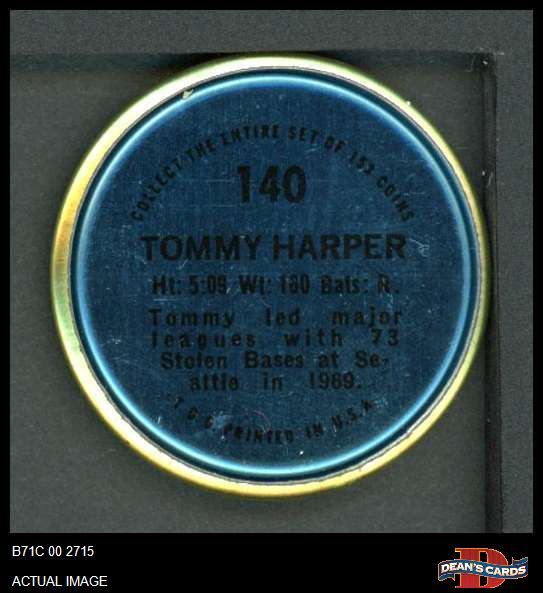 COLLECT THE ENTIRE SET OF 153 COINS
140
TOMMY HARPER
Ht: 5:09 Wt: 180 Bats: R.
Tommy led major
leagues with 73
Stolen Bases at Se-
attle in 1969.
*T.C.G. PRINTED IN U.S.A.
B71C 00 2715
ACTUAL IMAGE
D
DEAN'S CARDS